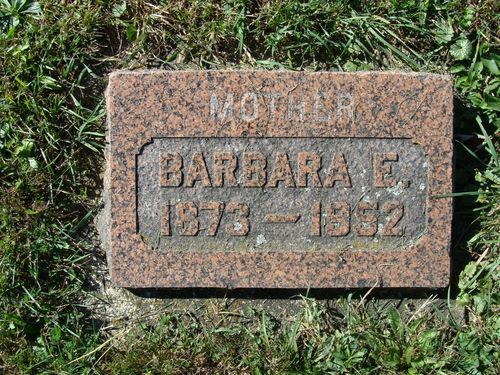 MOTHER
BARBARA E.
1873 — 1952